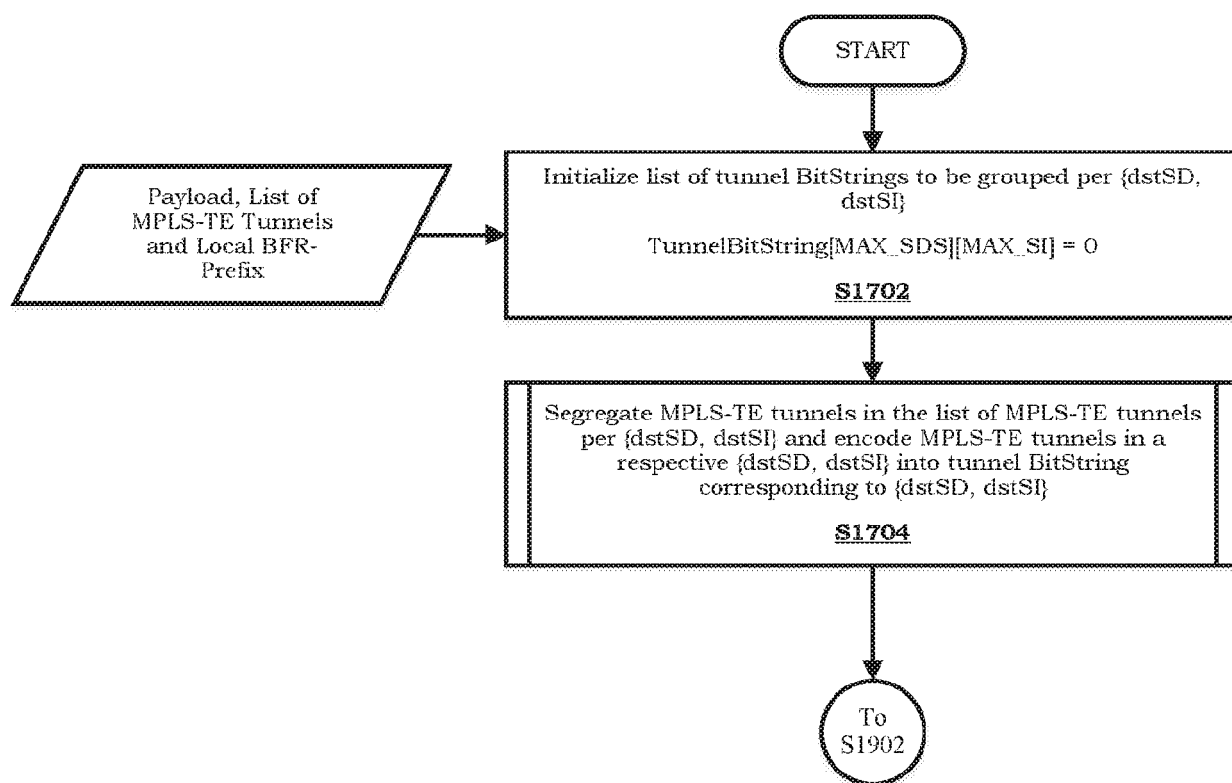 START
Payload, List of
MPLS-TE Tunnels
and Local BFR-
Prefix
Initialize list of tunnel BitStrings to be grouped per {dstSD,
dstSI}
TunnelBitString[MAX_SDS][MAX_SI] = 0
S1702
Segregate MPLS-TE tunnels in the list of MPLS-TE tunnels
per {dstSD, dstSI} and encode MPLS-TE tunnels in a
respective {dstSD, dstSI} into tunnel BitString
corresponding to {dstSD, dstSI}
S1704
To
S1902